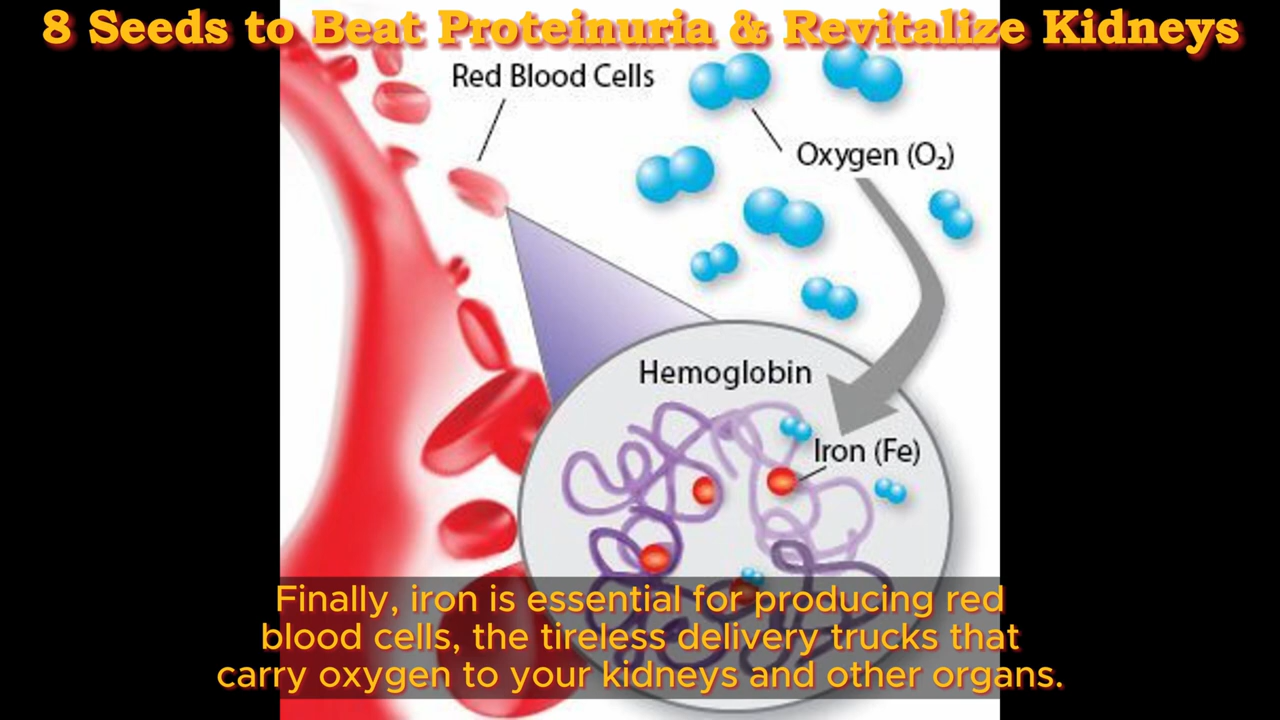 8 Seeds to Beat Proteinuria & Revitalize Kidneys
Red Blood Cells
Oxygen (O₂)
Hemoglobin
Iron (Fe)
Finally, iron is essential for producing red
blood cells, the tireless delivery trucks that
carry oxygen to your kidneys and other organs.